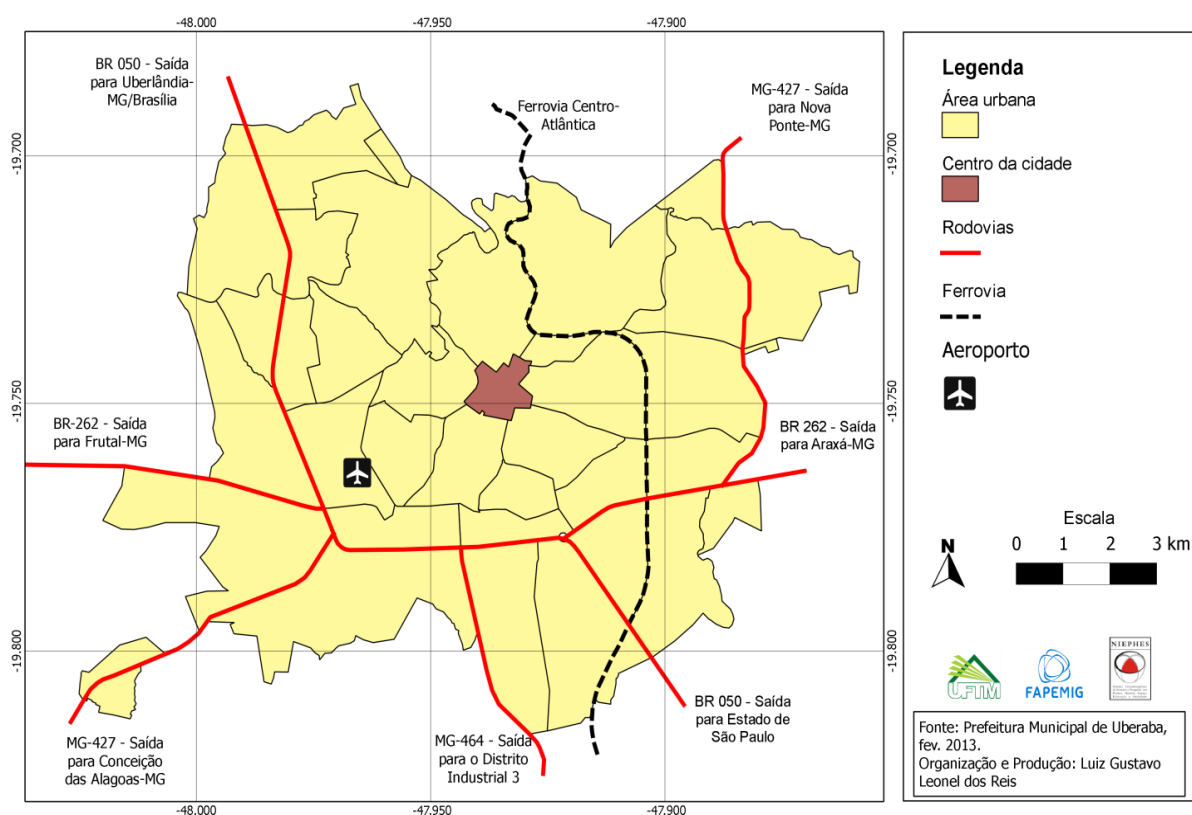 -48.000
-47.950
-47.900
BR 050 - Saída
para Uberlândia-
MG/Brasília
Ferrovia Centro-
Atlântica
MG-427 - Saída
para Nova
Ponte-MG
-19.700
-19.700
-19.750
-19.750
BR-262 - Saída
para Frutal-MG
BR 262 - Saída
para Araxá-MG
-19.800
-19.800
MG-427 - Saída
para Conceição
das Alagoas-MG
MG-464 - Saída
para o Distrito
Industrial 3
BR 050 - Saída
para Estado de
São Paulo
-48.000
-47.950
-47.900
Legenda
Área urbana
Centro da cidade
Rodovias
Ferrovia
Aeroporto
N
Escala
0 1 2 3 km
UFTM
FAPEMIG
NIEPHES
Fonte: Prefeitura Municipal de Uberaba,
fev. 2013.
Organização e Produção: Luiz Gustavo
Leonel dos Reis